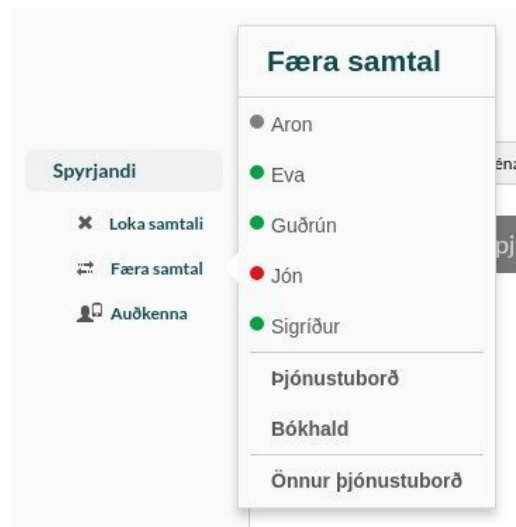 Færa samtal
Aron
Spyrjandi
Eva
Loka samtali
Guðrún
Færa samtal
Jón
Auðkenna
Sigríður
Þjónustuborð
Bókhald
Önnur þjónustuborð